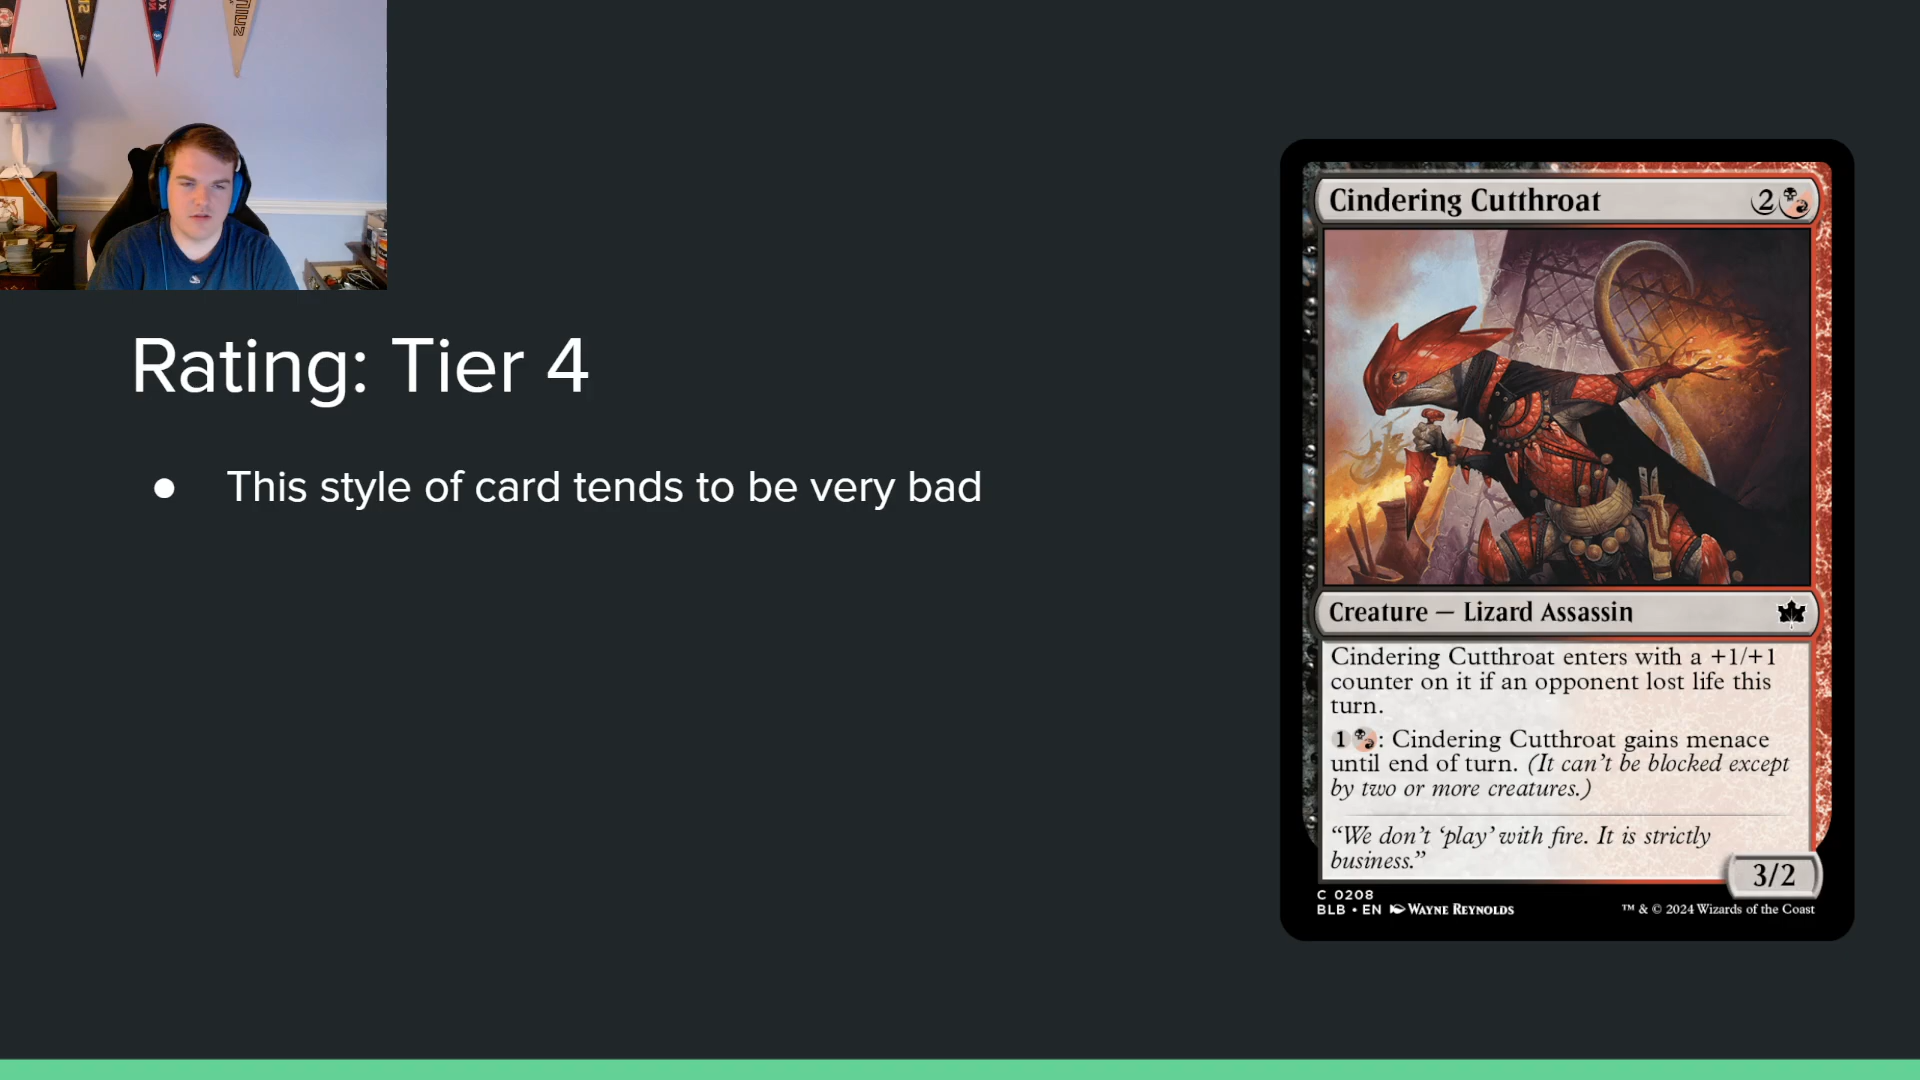 Rating: Tier 4
● This style of card tends to be very bad
Cindering Cutthroat 2
Creature — Lizard Assassin
Cindering Cutthroat enters with a +1/+1
counter on it if an opponent lost life this
turn.
1 : Cindering Cutthroat gains menace
until end of turn. (It can't be blocked except
by two or more creatures.)
“We don't ‘play’ with fire. It is strictly
business.”
3/2
C 0208
BLB • EN WAYNE REYNOLDS
™ & © 2024 Wizards of the Coast